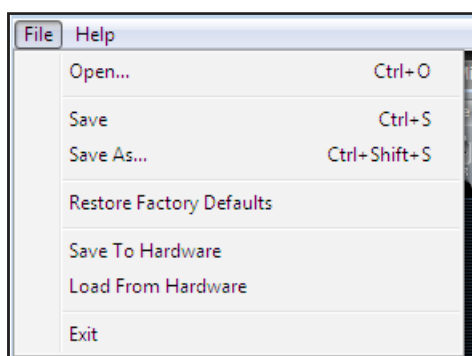 File Help
Open... Ctrl+O
Save Ctrl+S
Save As... Ctrl+Shift+S
Restore Factory Defaults
Save To Hardware
Load From Hardware
Exit